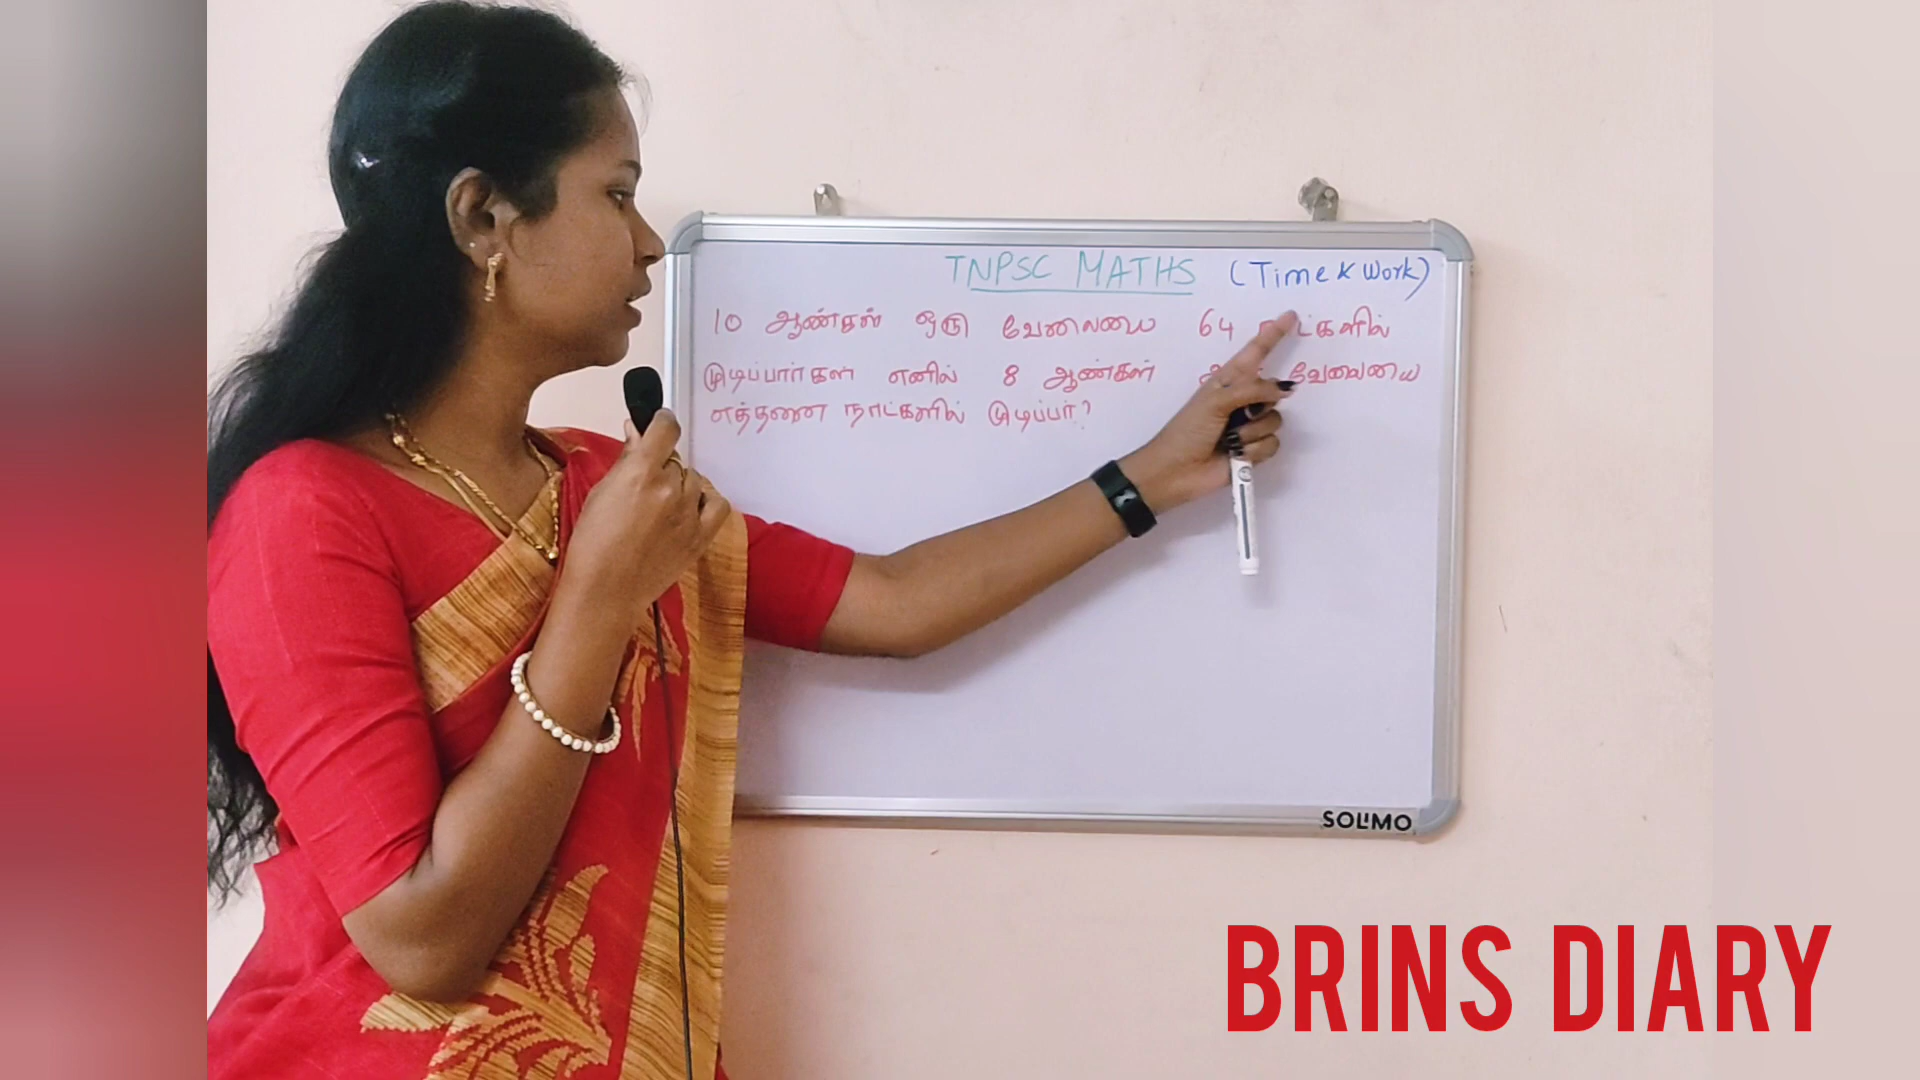 TNPSC MATHS (Time & Work)
10 ஆண்கள் ஒரு வேலையை 64 நாட்களில்
முடிப்பார்கள் எனில் 8 ஆண்கள் வேலையை
எத்தனை நாட்களில் முடிப்பர்?
SOLIMO
BRINS DIARY